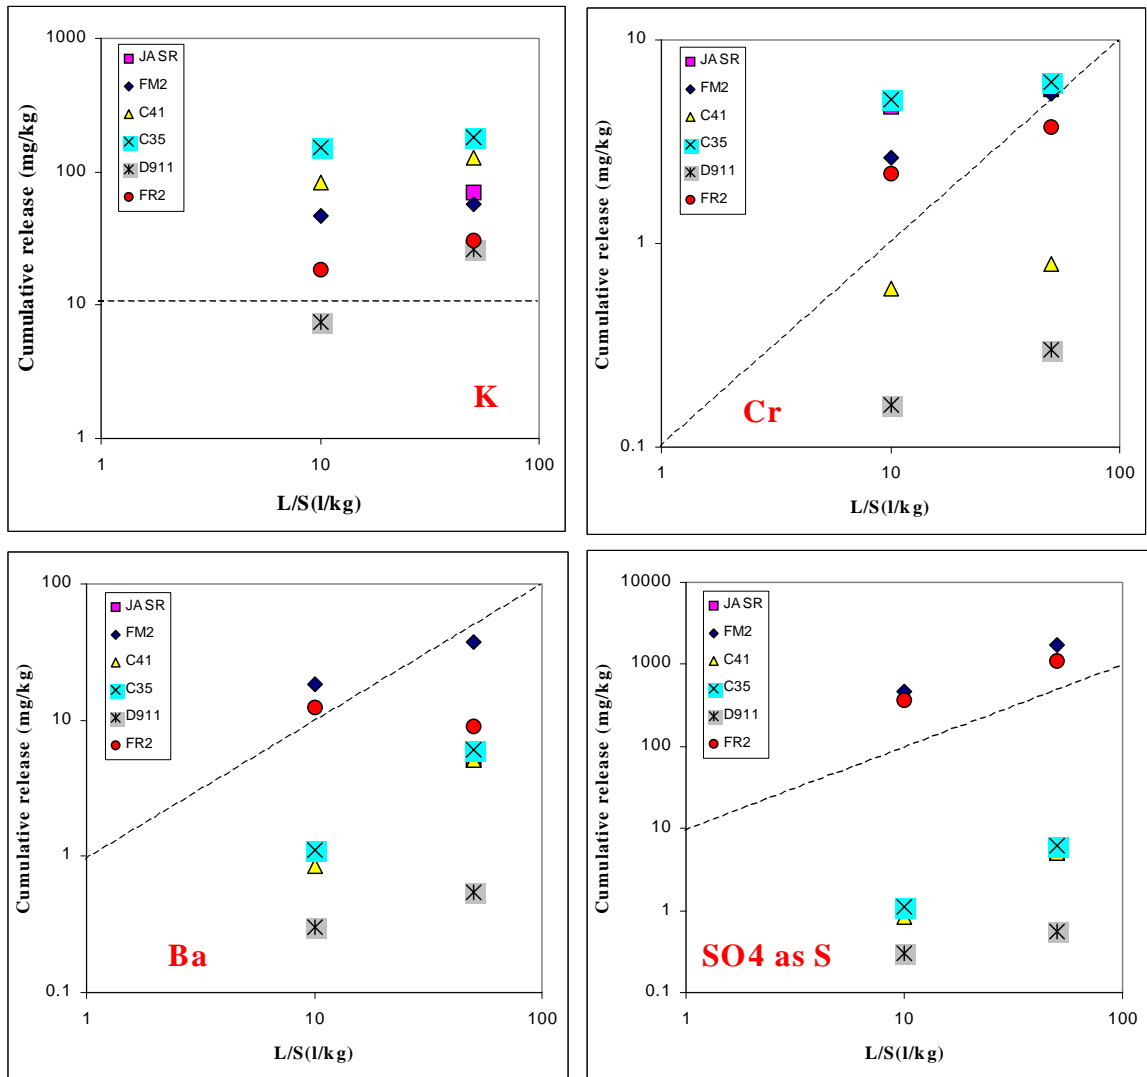 1000
100
10
1
Cumulative release (mg/kg)
JASR
FM2
C41
C35
D911
FR2
K
1 10 100
L/S(l/kg)
10
1
0.1
Cumulative release (mg/kg)
JASR
FM2
C41
C35
D911
FR2
Cr
1 10 100
L/S(l/kg)
100
10
1
0.1
Cumulative release (mg/kg)
JASR
FM2
C41
C35
D911
FR2
Ba
1 10 100
L/S(l/kg)
10000
1000
100
10
1
0.1
Cumulative release (mg/kg)
JASR
FM2
C41
C35
D911
FR2
SO4 as S
1 10 100
L/S(l/kg)